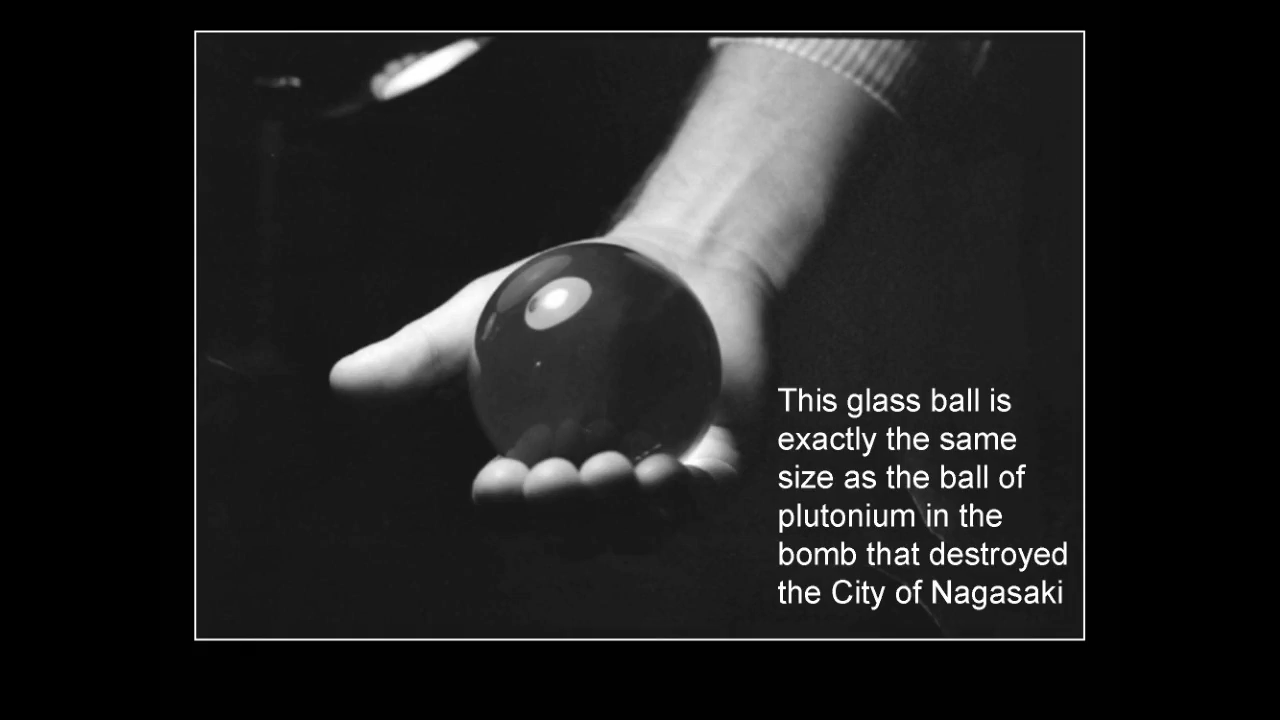 This glass ball is
exactly the same
size as the ball of
plutonium in the
bomb that destroyed
the City of Nagasaki